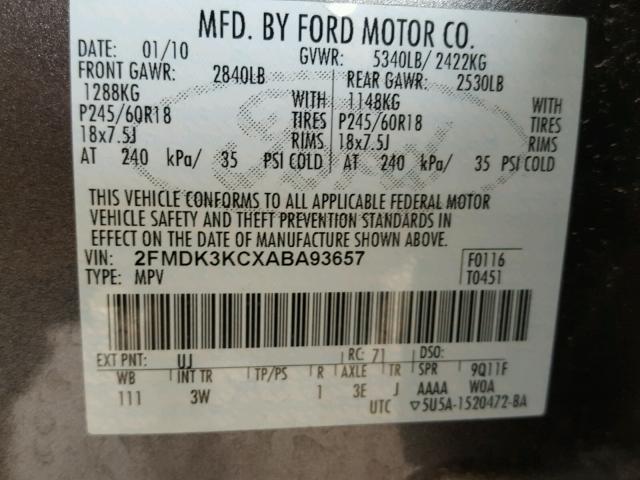 MFD. BY FORD MOTOR CO.
DATE: 01/10 GVWR: 5340LB/ 2422KG
FRONT GAWR: 2840LB REAR GAWR: 2530LB
1288KG WITH 1148KG WITH
P245/60R18 TIRES P245/60R18 TIRES
18x7.5J RIMS 18x7.5J RIMS
AT 240 kPa/ 35 PSI COLD AT 240 kPa/ 35 PSI COLD
THIS VEHICLE CONFORMS TO ALL APPLICABLE FEDERAL MOTOR
VEHICLE SAFETY AND THEFT PREVENTION STANDARDS IN
EFFECT ON THE DATE OF MANUFACTURE SHOWN ABOVE.
VIN: 2FMDK3KCXABA93657 F0116
TYPE: MPV T0451
EXT PNT: UJ RC: 71 DSO:
WB INT TR TP/PS R AXLE TR SPR 9Q11F
111 3W 1 3E J AAAA W0A
UTC ▽5U5A-1520472-BA